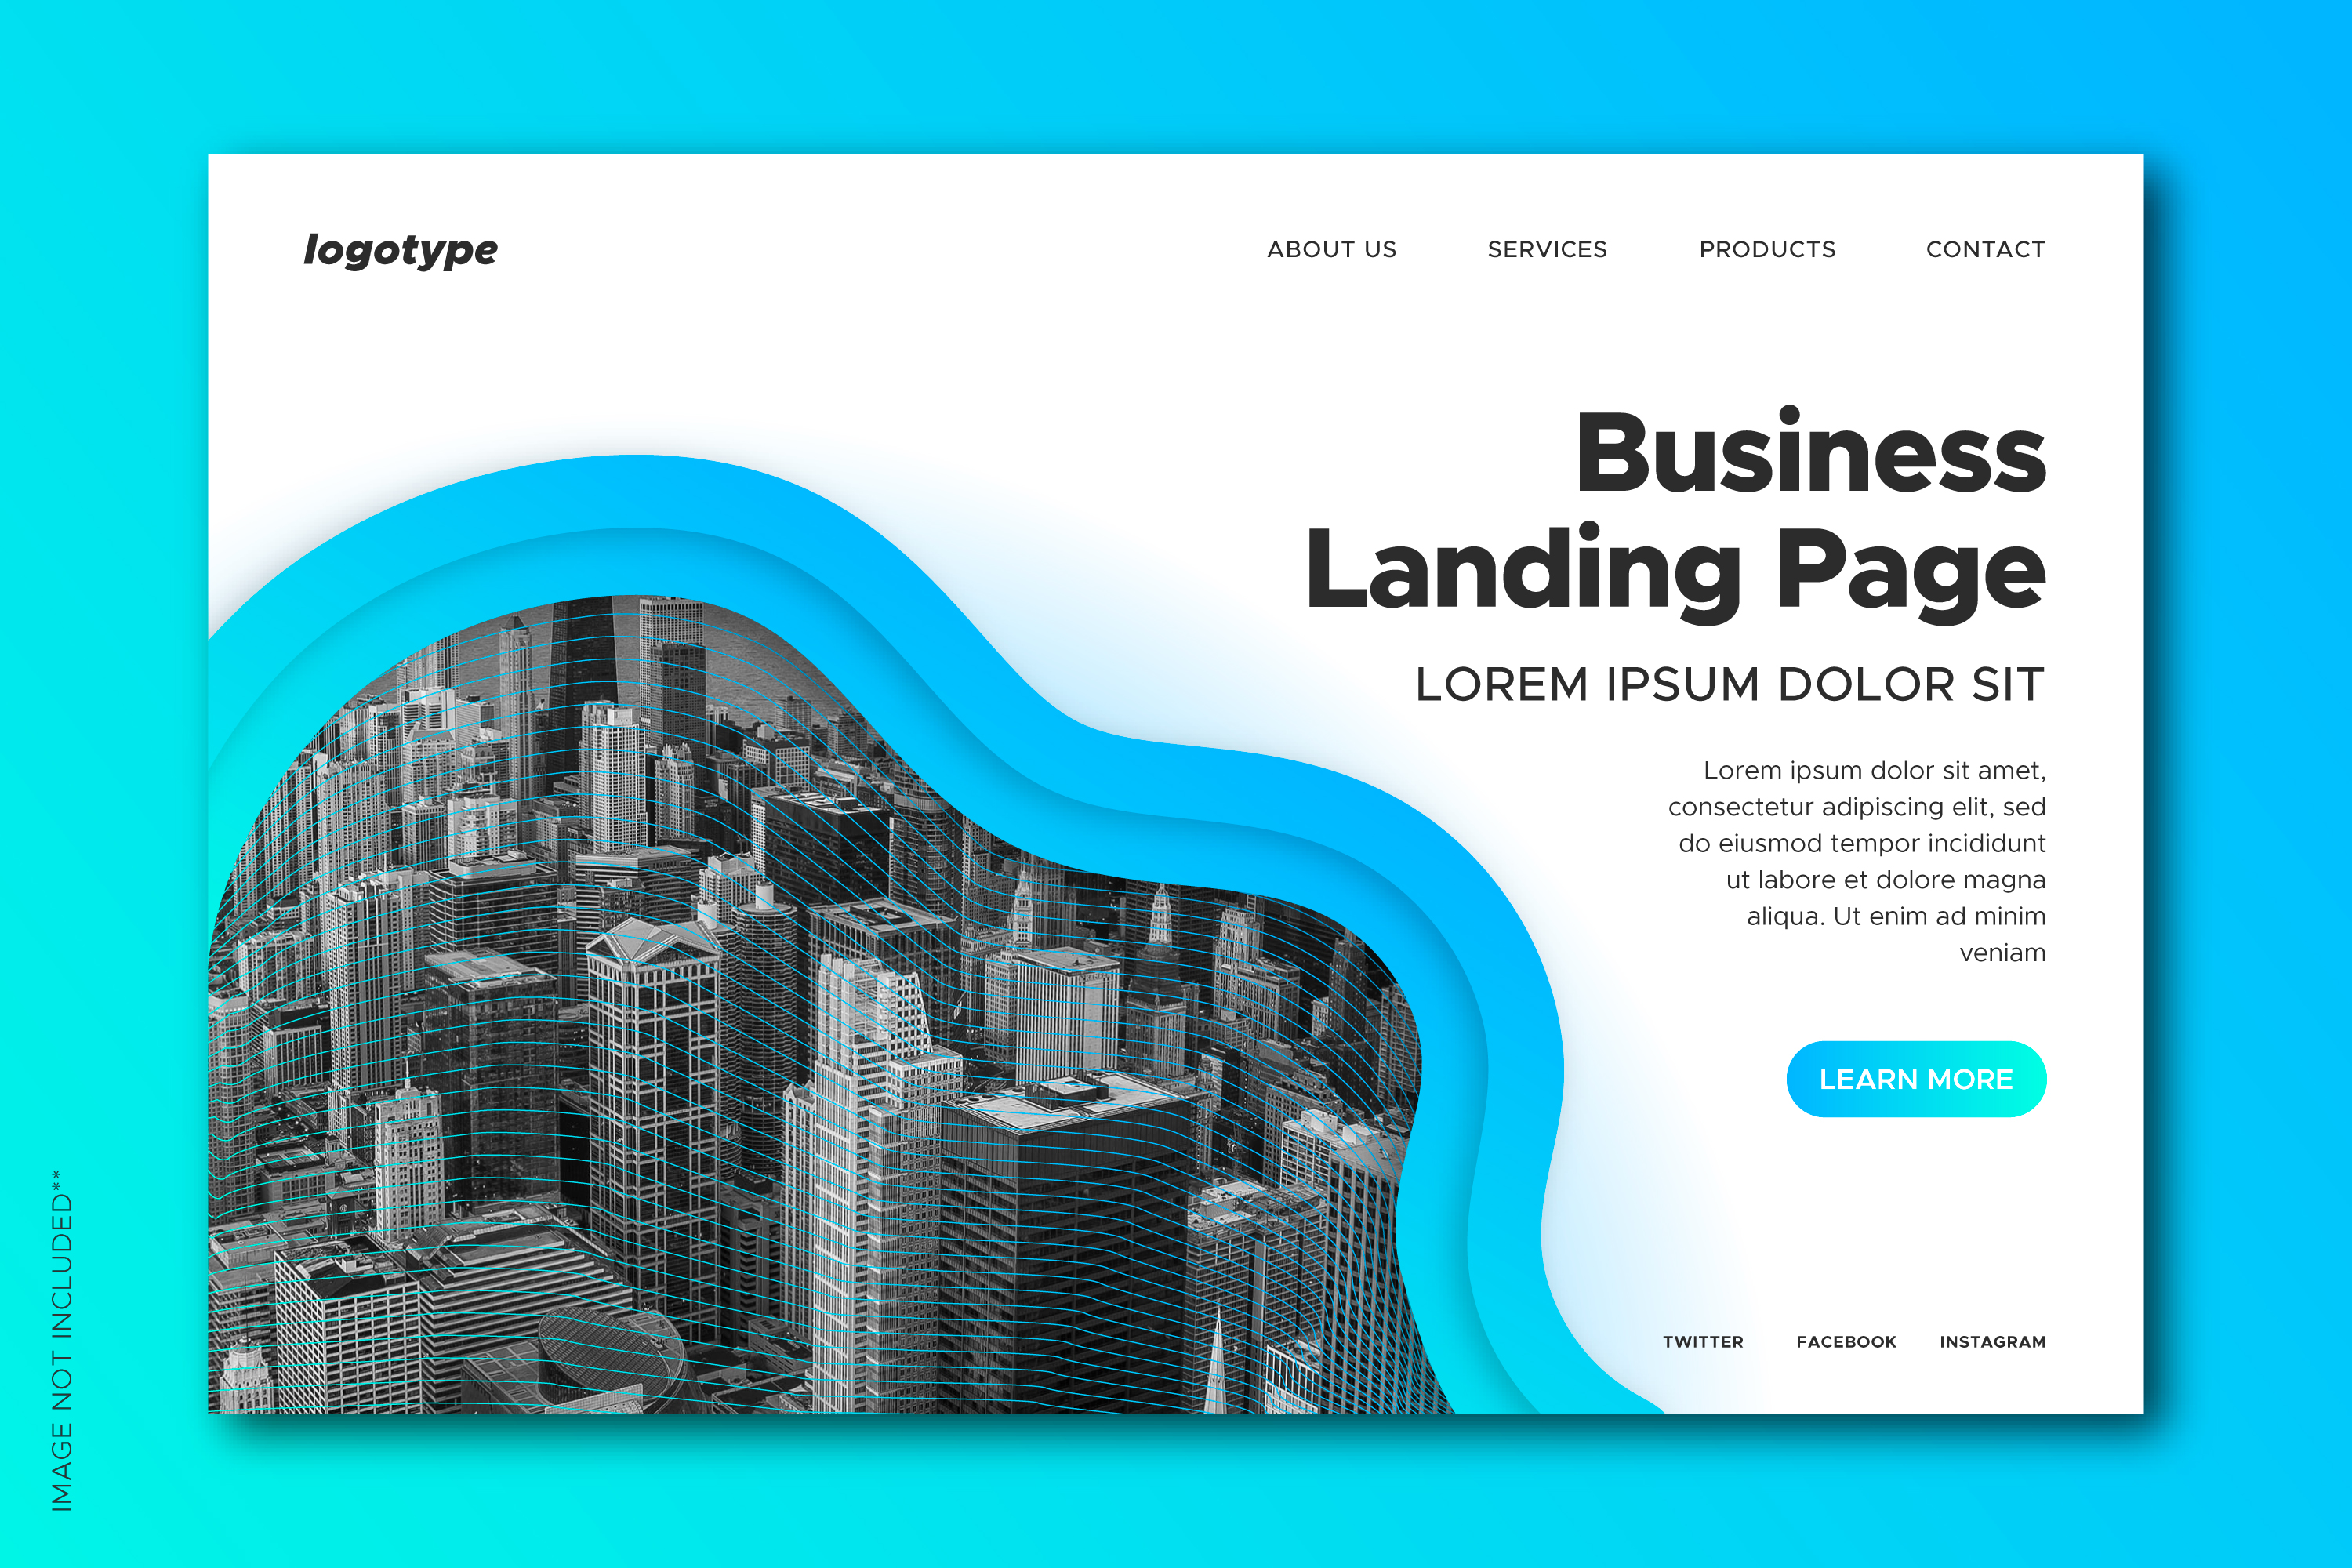 logotype
ABOUT US SERVICES PRODUCTS CONTACT
Business
Landing Page
LOREM IPSUM DOLOR SIT
Lorem ipsum dolor sit amet,
consectetur adipiscing elit, sed
do eiusmod tempor incididunt
ut labore et dolore magna
aliqua. Ut enim ad minim
veniam
LEARN MORE
TWITTER FACEBOOK INSTAGRAM
IMAGE NOT INCLUDED**